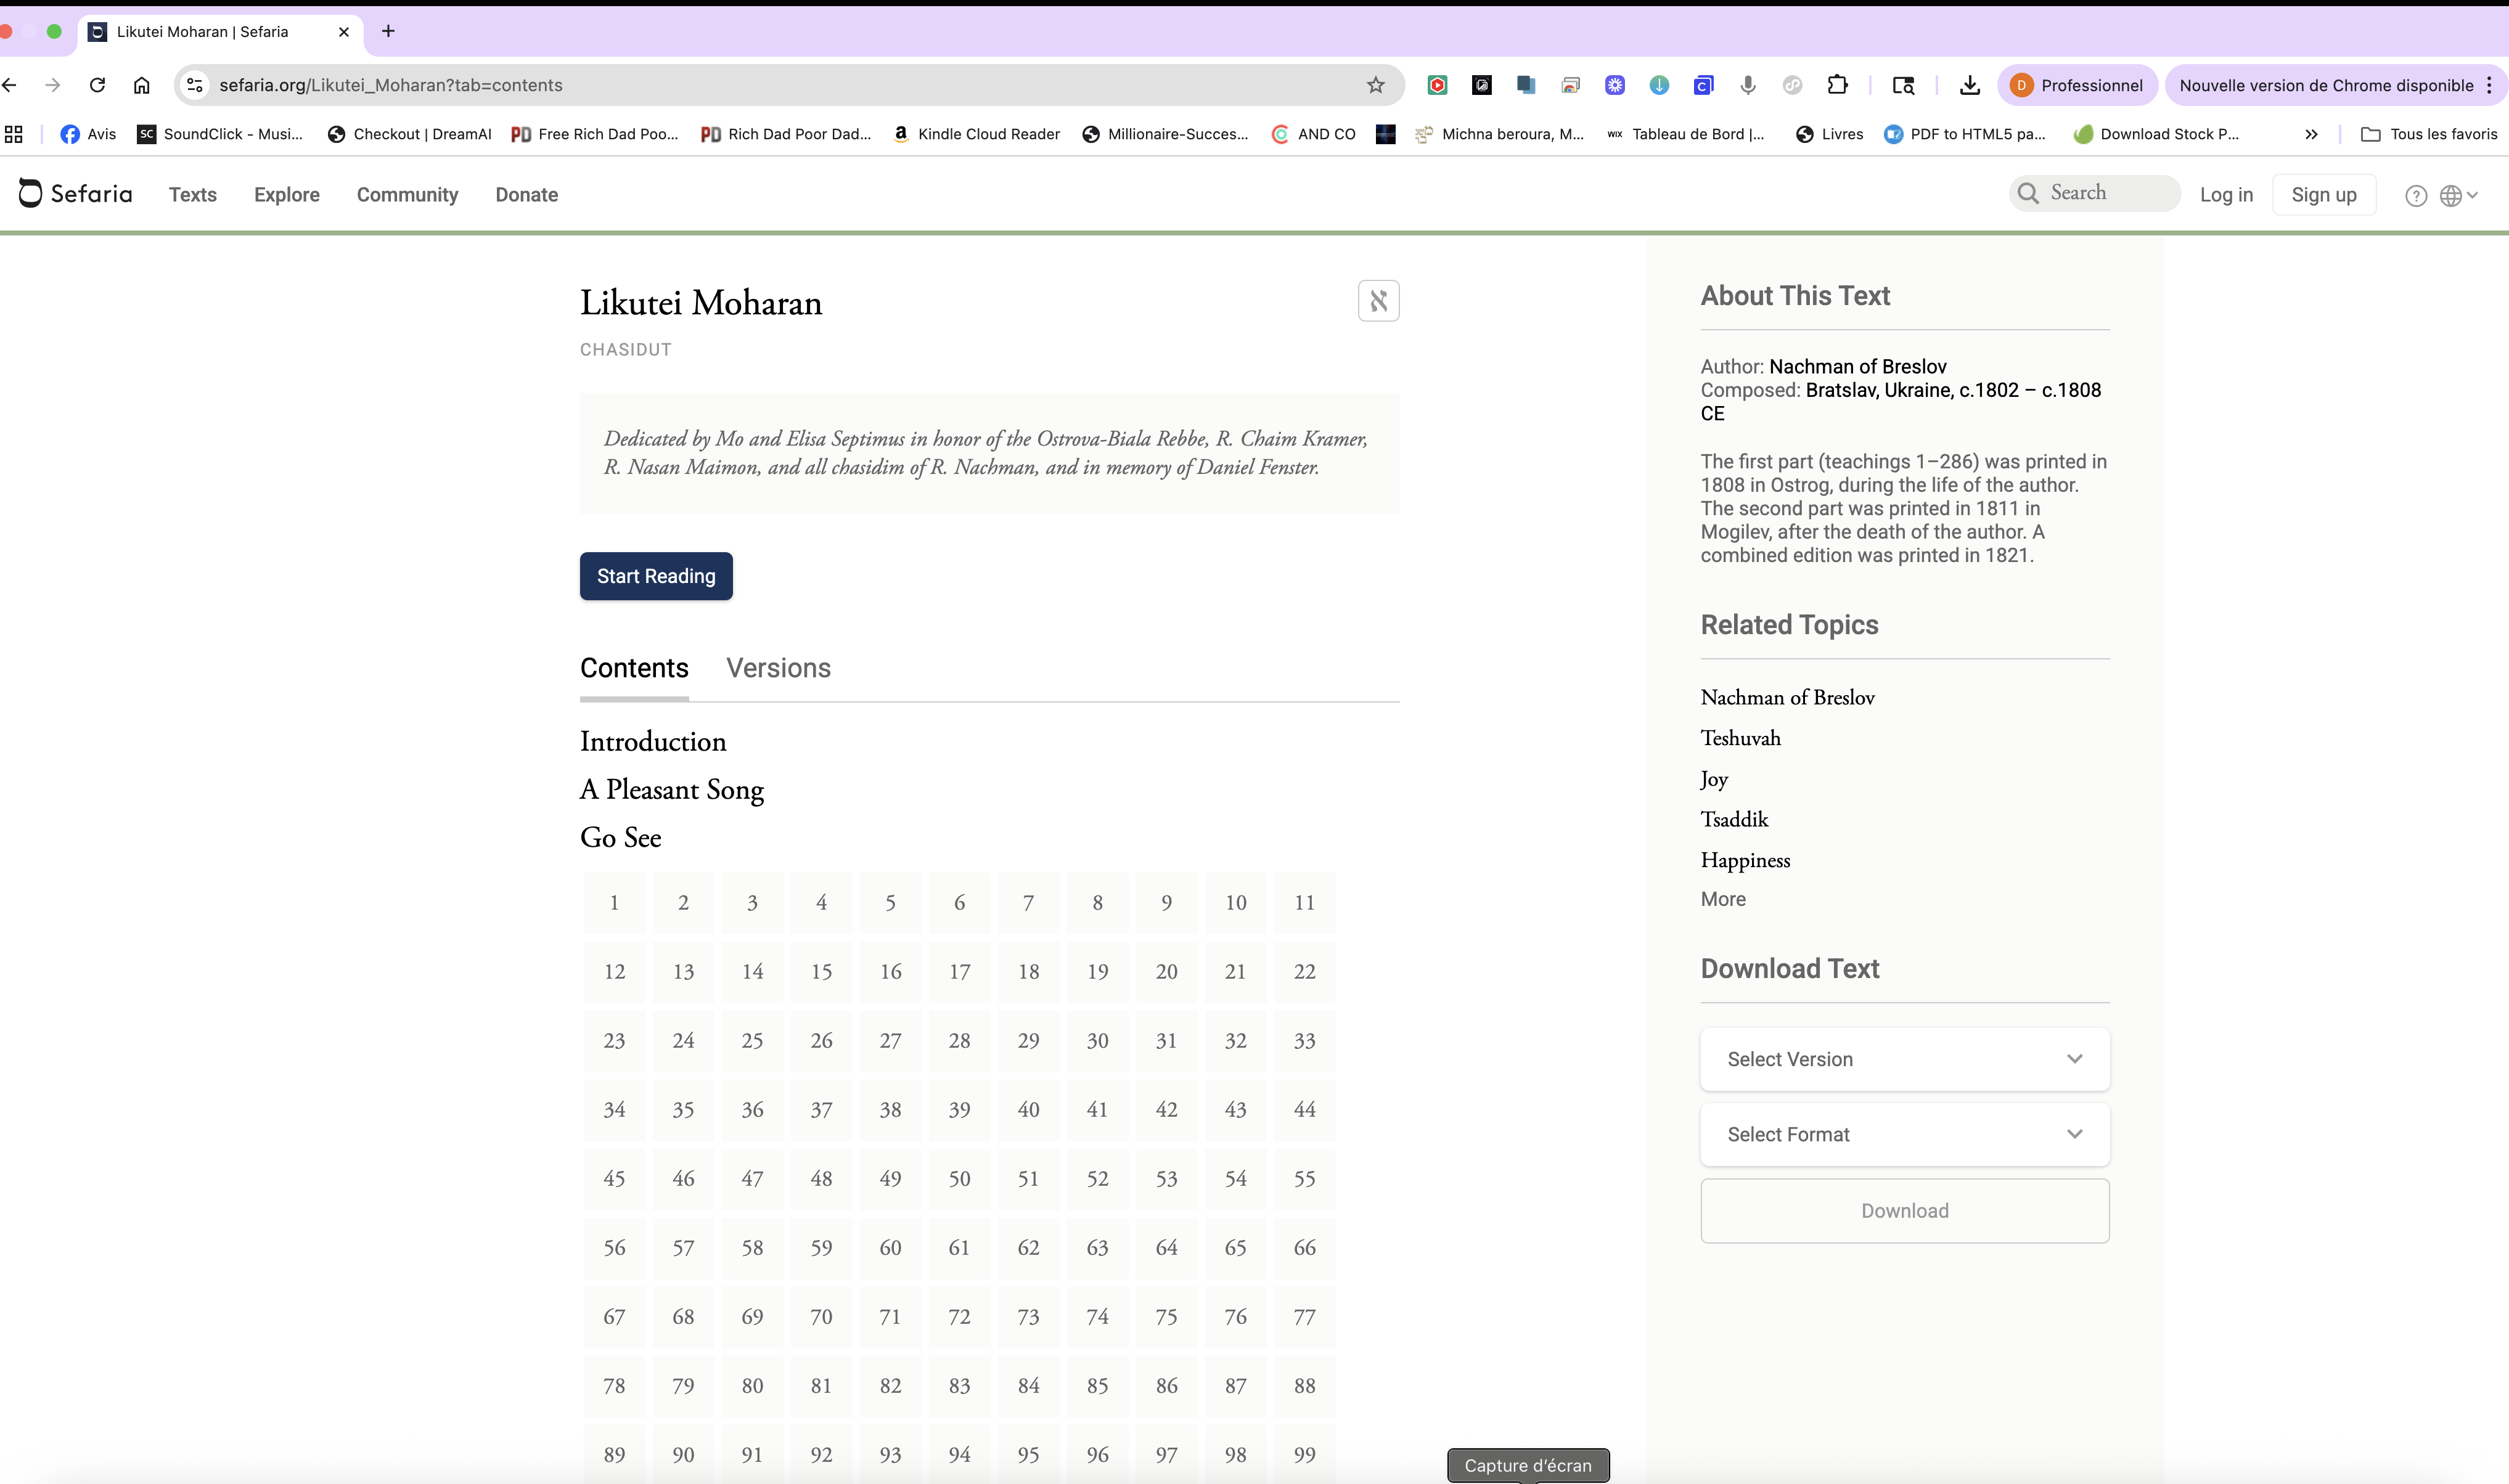 Likutei Moharan | Sefaria
sefaria.org/Likutei_Moharan?tab=contents
D Professionnel
Nouvelle version de Chrome disponible
Avis
SC SoundClick - Musi...
Checkout | DreamAI
PD Free Rich Dad Poo...
PD Rich Dad Poor Dad...
a Kindle Cloud Reader
Millionaire-Succes...
AND CO
Michna beroura, M...
WIX Tableau de Bord |...
Livres
PDF to HTML5 pa...
Download Stock P...
Tous les favoris
Sefaria
Texts
Explore
Community
Donate
Search
Log in
Sign up
Likutei Moharan
א
CHASIDUT
Dedicated by Mo and Elisa Septimus in honor of the Ostrova-Biala Rebbe, R. Chaim Kramer,
R. Nasan Maimon, and all chasidim of R. Nachman, and in memory of Daniel Fenster.
Start Reading
Contents Versions
Introduction
A Pleasant Song
Go See
1 2 3 4 5 6 7 8 9 10 11
12 13 14 15 16 17 18 19 20 21 22
23 24 25 26 27 28 29 30 31 32 33
34 35 36 37 38 39 40 41 42 43 44
45 46 47 48 49 50 51 52 53 54 55
56 57 58 59 60 61 62 63 64 65 66
67 68 69 70 71 72 73 74 75 76 77
78 79 80 81 82 83 84 85 86 87 88
89 90 91 92 93 94 95 96 97 98 99
About This Text
Author: Nachman of Breslov
Composed: Bratslav, Ukraine, c.1802 – c.1808
CE
The first part (teachings 1–286) was printed in
1808 in Ostrog, during the life of the author.
The second part was printed in 1811 in
Mogilev, after the death of the author. A
combined edition was printed in 1821.
Related Topics
Nachman of Breslov
Teshuvah
Joy
Tsaddik
Happiness
More
Download Text
Select Version
Select Format
Download
Capture d’écran